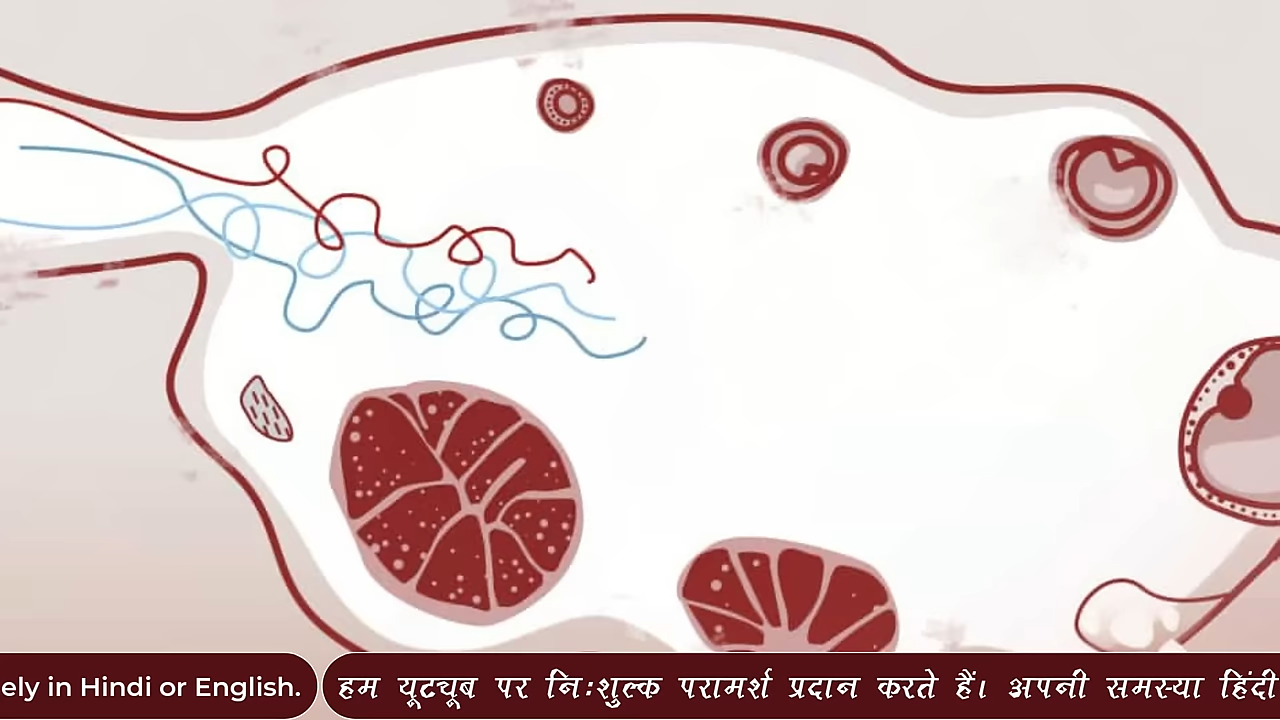 ely in Hindi or English.
हम यूट्यूब पर निःशुल्क परामर्श प्रदान करते हैं। अपनी समस्या हिंदी